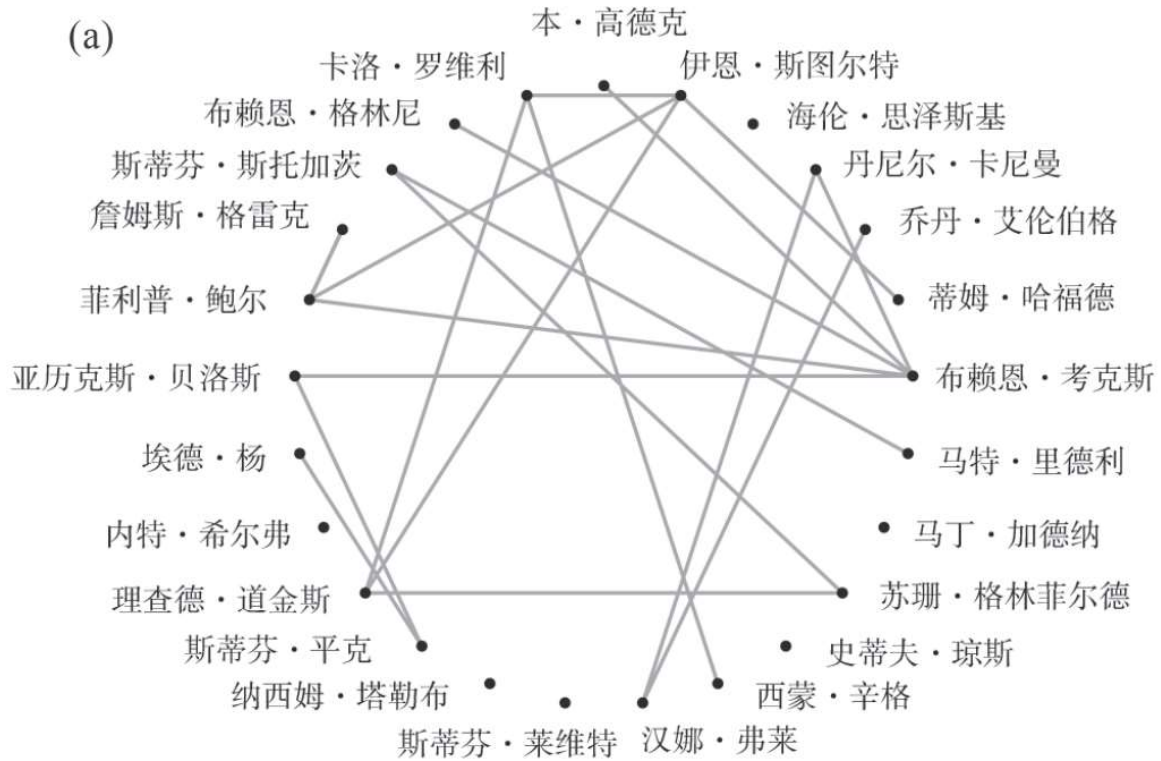 (a)
本·高德克
卡洛·罗维利
伊恩·斯图尔特
布赖恩·格林尼
海伦·思泽斯基
斯蒂芬·斯托加茨
丹尼尔·卡尼曼
詹姆斯·格雷克
乔丹·艾伦伯格
菲利普·鲍尔
蒂姆·哈福德
亚历克斯·贝洛斯
布赖恩·考克斯
埃德·杨
马特·里德利
内特·希尔弗
马丁·加德纳
理查德·道金斯
苏珊·格林菲尔德
斯蒂芬·平克
史蒂夫·琼斯
纳西姆·塔勒布
西蒙·辛格
斯蒂芬·莱维特
汉娜·弗莱